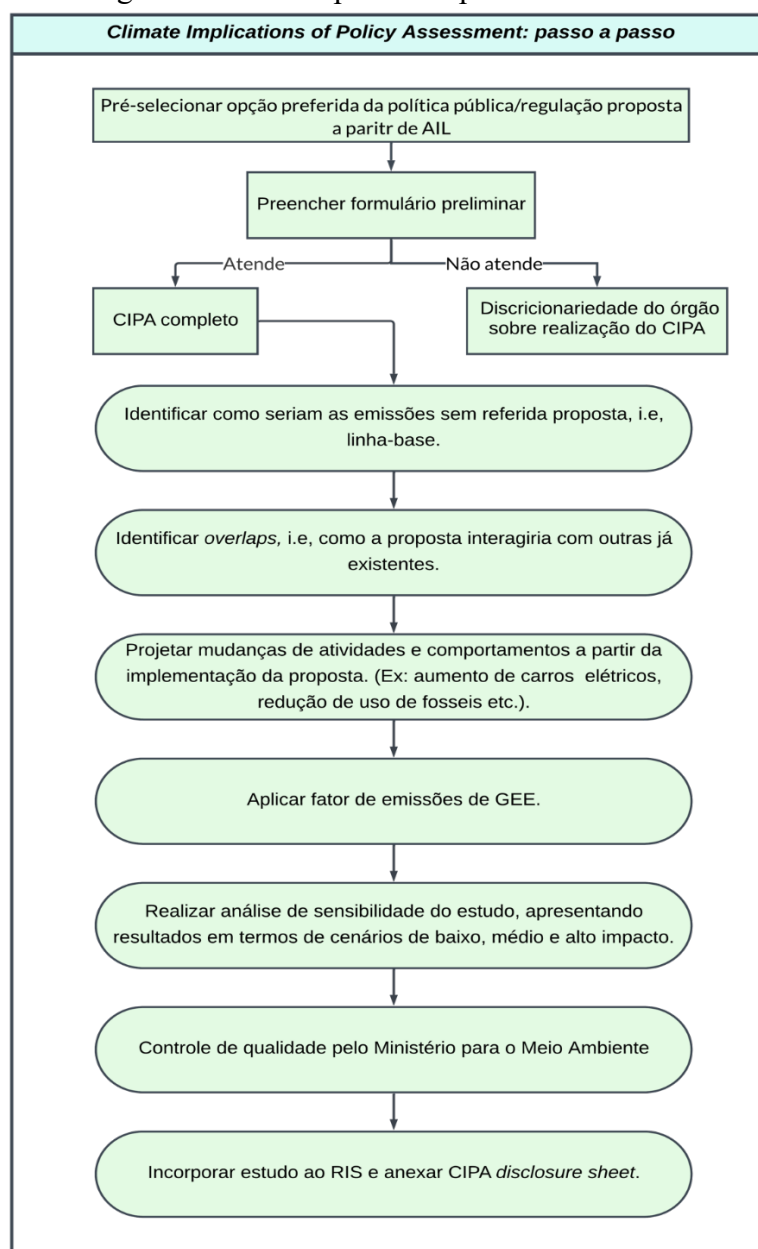 Climate Implications of Policy Assessment: passo a passo
Pré-selecionar opção preferida da política pública/regulação proposta
a paritr de AIL
Preencher formulário preliminar
Atende
Não atende
CIPA completo
Discricionariedade do órgão
sobre realização do CIPA
Identificar como seriam as emissões sem referida proposta, i.e,
linha-base.
Identificar overlaps, i.e, como a proposta interagiria com outras já
existentes.
Projetar mudanças de atividades e comportamentos a partir da
implementação da proposta. (Ex: aumento de carros elétricos,
redução de uso de fosseis etc.).
Aplicar fator de emissões de GEE.
Realizar análise de sensibilidade do estudo, apresentando
resultados em termos de cenários de baixo, médio e alto impacto.
Controle de qualidade pelo Ministério para o Meio Ambiente
Incorporar estudo ao RIS e anexar CIPA disclosure sheet.